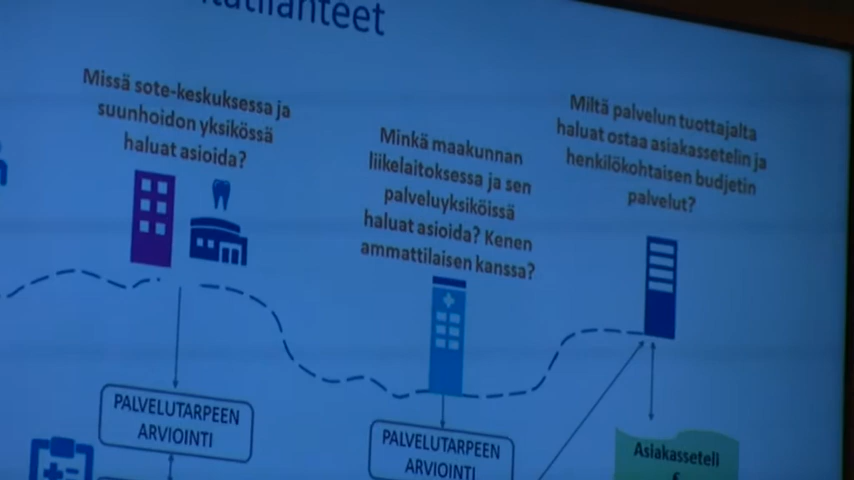 Missä sote-keskuksessa ja
suunhoidon yksikössä
haluat asioida?
Minkä maakunnan
liikelaitoksessa ja sen
palveluyksiköissä
haluat asioida? Kenen
ammattilaisen kanssa?
Miltä palvelun tuottajalta
haluat ostaa asiakassetelin ja
henkilökohtaisen budjetin
palvelut?
PALVELUTARPEEN
ARVIOINTI
PALVELUTARPEEN
ARVIOINTI
Asiakasseteli